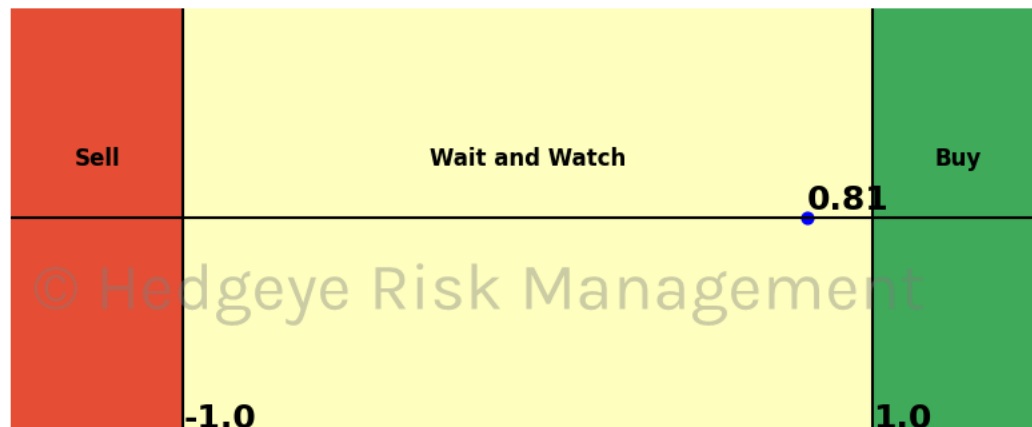 Sell
Wait and Watch
Buy
0.81
© Hedgeye Risk Management
-1.0
1.0